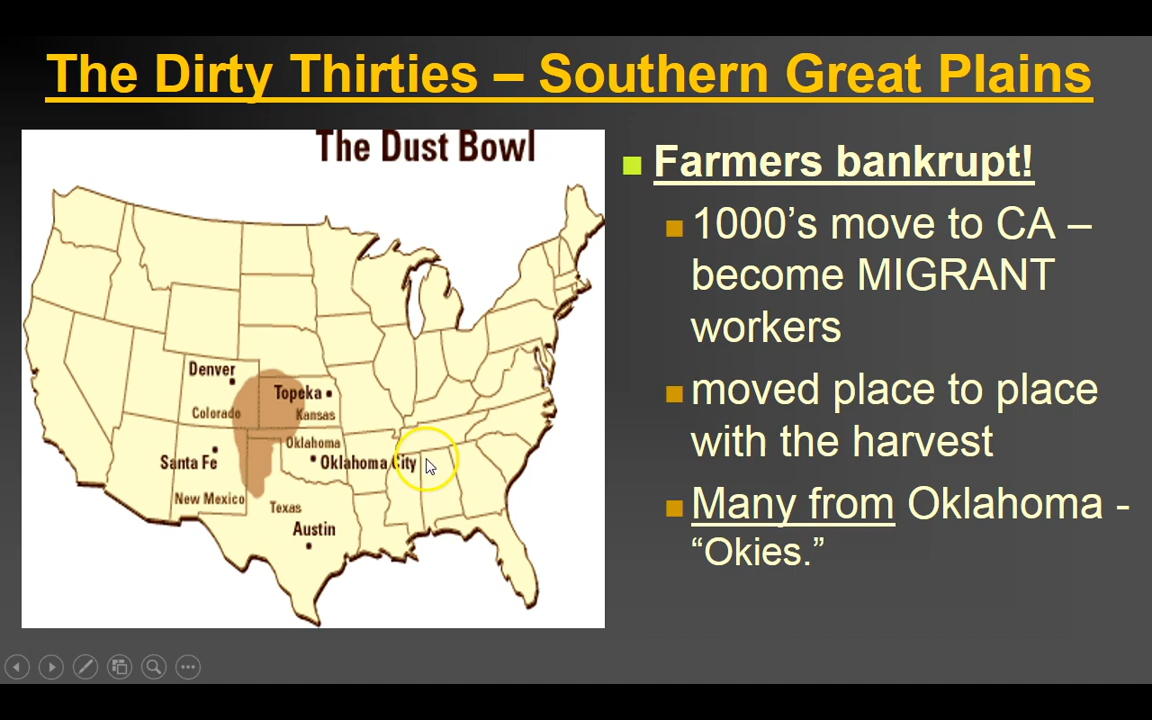 The Dirty Thirties – Southern Great Plains
The Dust Bowl
Denver
Topeka
Colorado
Kansas
Oklahoma
Santa Fe
Oklahoma City
New Mexico
Texas
Austin
Farmers bankrupt!
1000’s move to CA –
become MIGRANT
workers
moved place to place
with the harvest
Many from Oklahoma -
“Okies.”